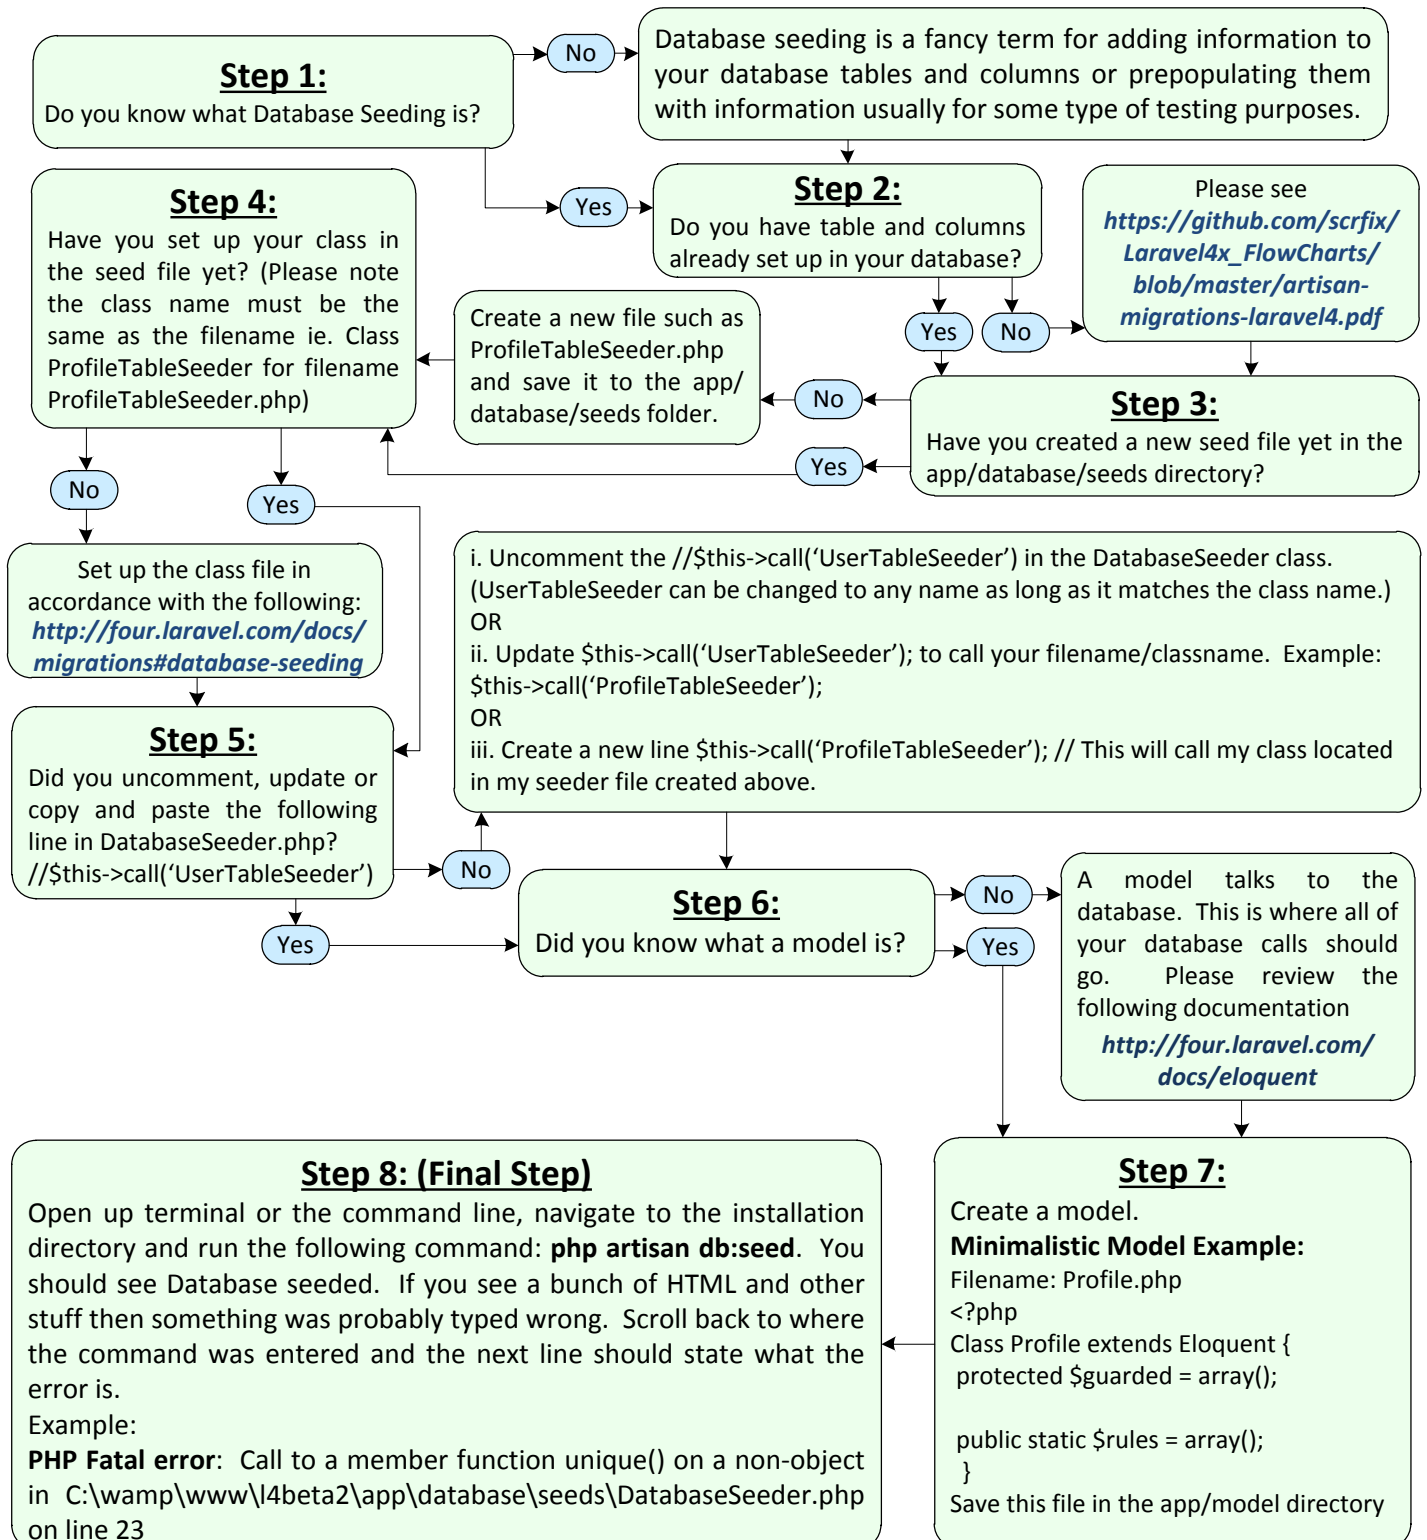 Step 1:
Do you know what Database Seeding is?
No
Database seeding is a fancy term for adding information to
your database tables and columns or prepopulating them
with information usually for some type of testing purposes.
Yes
Step 2:
Do you have table and columns
already set up in your database?
Yes
No
Please see
https://github.com/scrfix/
Laravel4x_FlowCharts/
blob/master/artisan-
migrations-laravel4.pdf
Step 3:
Have you created a new seed file yet in the
app/database/seeds directory?
No
Yes
Create a new file such as
ProfileTableSeeder.php
and save it to the app/
database/seeds folder.
Step 4:
Have you set up your class in
the seed file yet? (Please note
the class name must be the
same as the filename ie. Class
ProfileTableSeeder for filename
ProfileTableSeeder.php)
No
Yes
Set up the class file in
accordance with the following:
http://four.laravel.com/docs/
migrations#database-seeding
Step 5:
Did you uncomment, update or
copy and paste the following
line in DatabaseSeeder.php?
//$this->call(‘UserTableSeeder’)
No
Yes
i. Uncomment the //$this->call(‘UserTableSeeder’) in the DatabaseSeeder class.
(UserTableSeeder can be changed to any name as long as it matches the class name.)
OR
ii. Update $this->call(‘UserTableSeeder’); to call your filename/classname. Example:
$this->call(‘ProfileTableSeeder’);
OR
iii. Create a new line $this->call(‘ProfileTableSeeder’); // This will call my class located
in my seeder file created above.
Step 6:
Did you know what a model is?
No
Yes
A model talks to the
database. This is where all of
your database calls should
go. Please review the
following documentation
http://four.laravel.com/
docs/eloquent
Step 7:
Create a model.
Minimalistic Model Example:
Filename: Profile.php
<?php
Class Profile extends Eloquent {
protected $guarded = array();
public static $rules = array();
}
Save this file in the app/model directory
Step 8: (Final Step)
Open up terminal or the command line, navigate to the installation
directory and run the following command: php artisan db:seed. You
should see Database seeded. If you see a bunch of HTML and other
stuff then something was probably typed wrong. Scroll back to where
the command was entered and the next line should state what the
error is.
Example:
PHP Fatal error: Call to a member function unique() on a non-object
in C:\wamp\www\l4beta2\app\database\seeds\DatabaseSeeder.php
on line 23